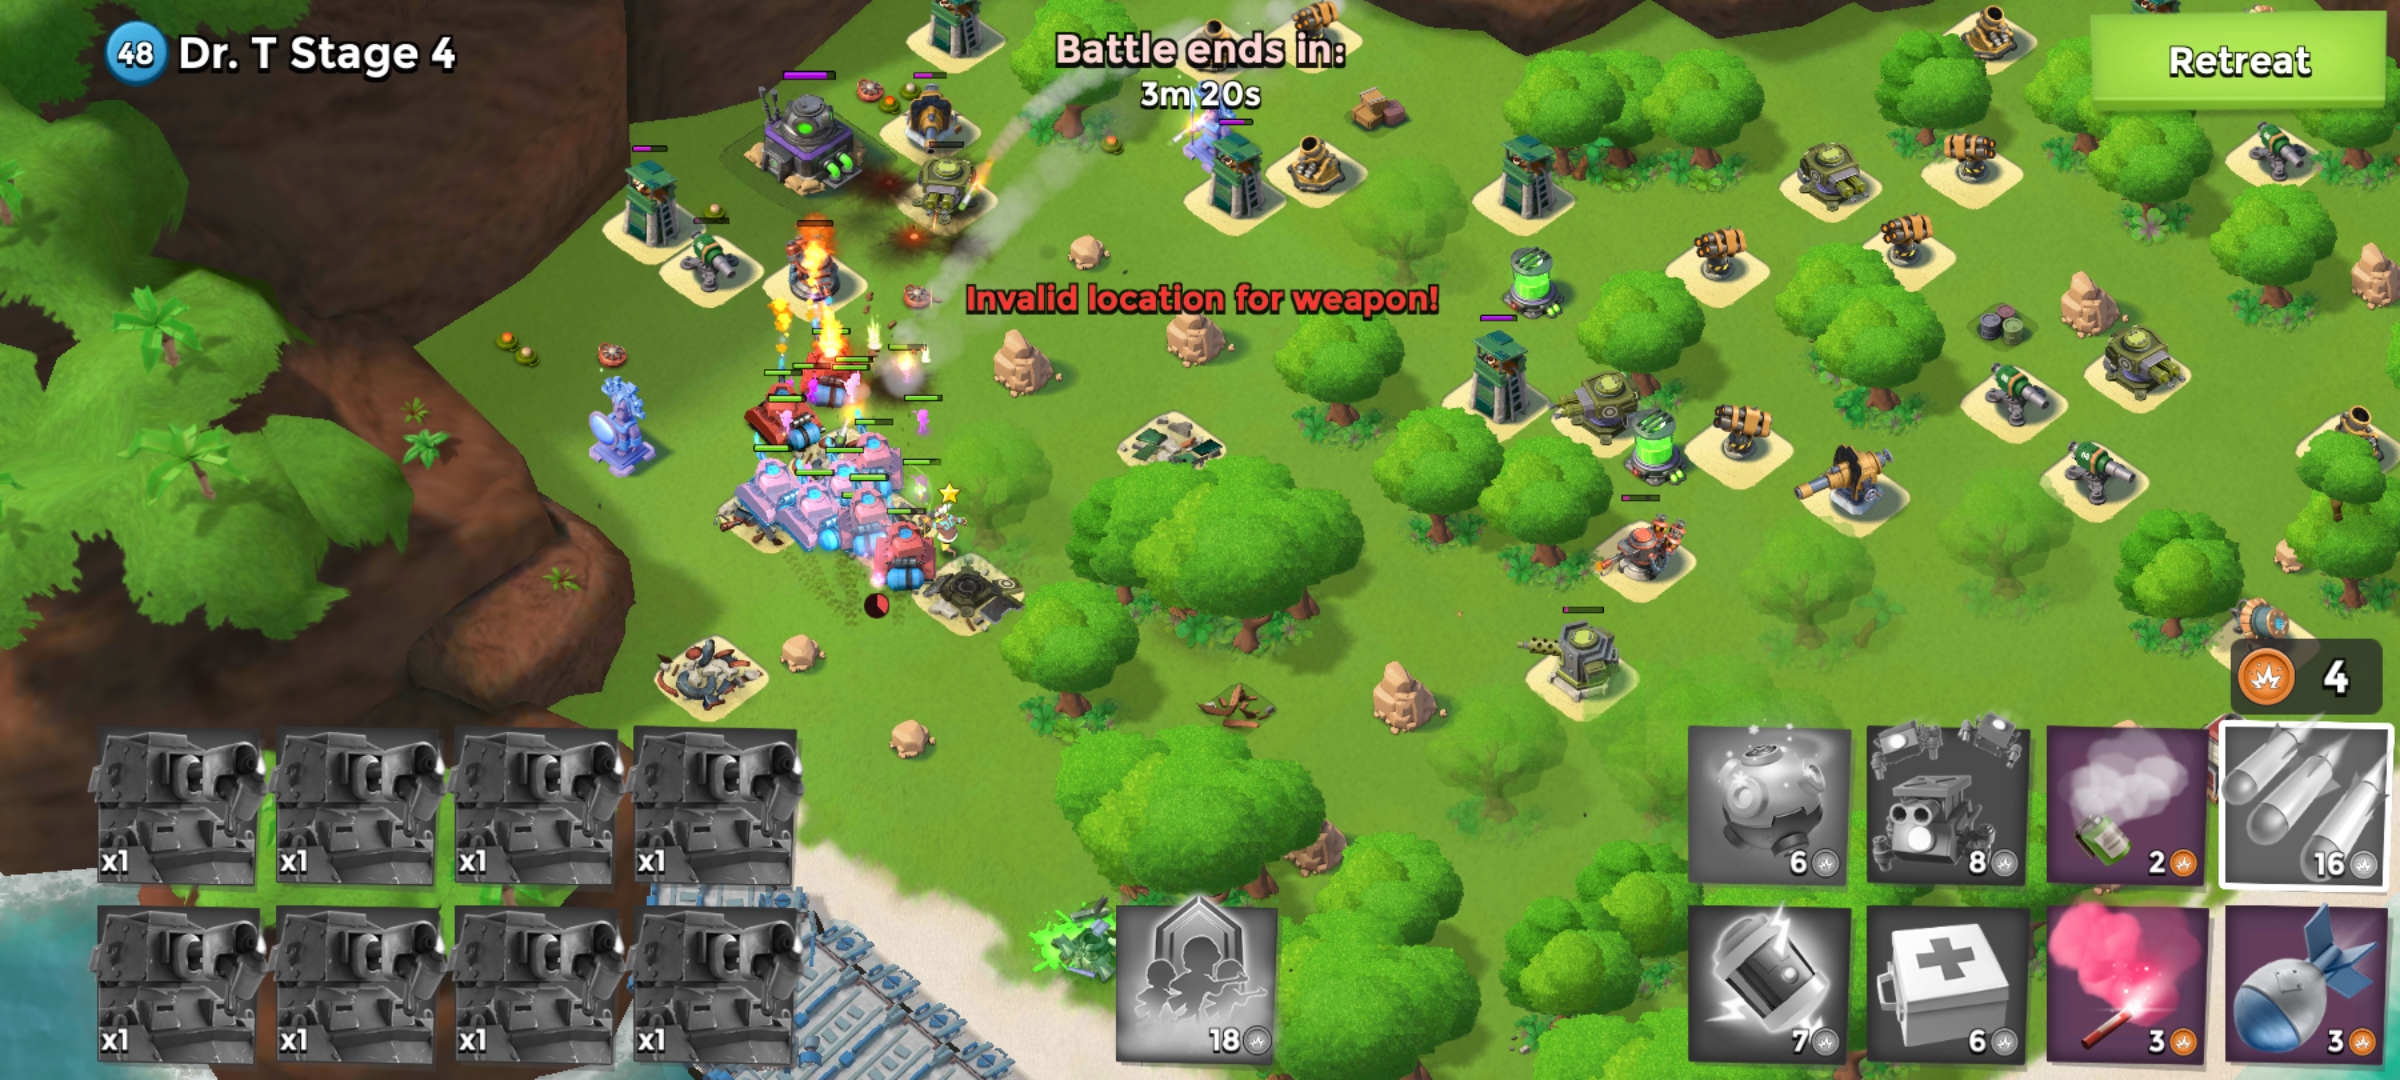 48 Dr. T Stage 4
Battle ends in:
3m 20s
Retreat
Invalid location for weapon!
4
x1 x1 x1 x1
6 8 2 16
x1 x1 x1 x1
18
7 6 3 3